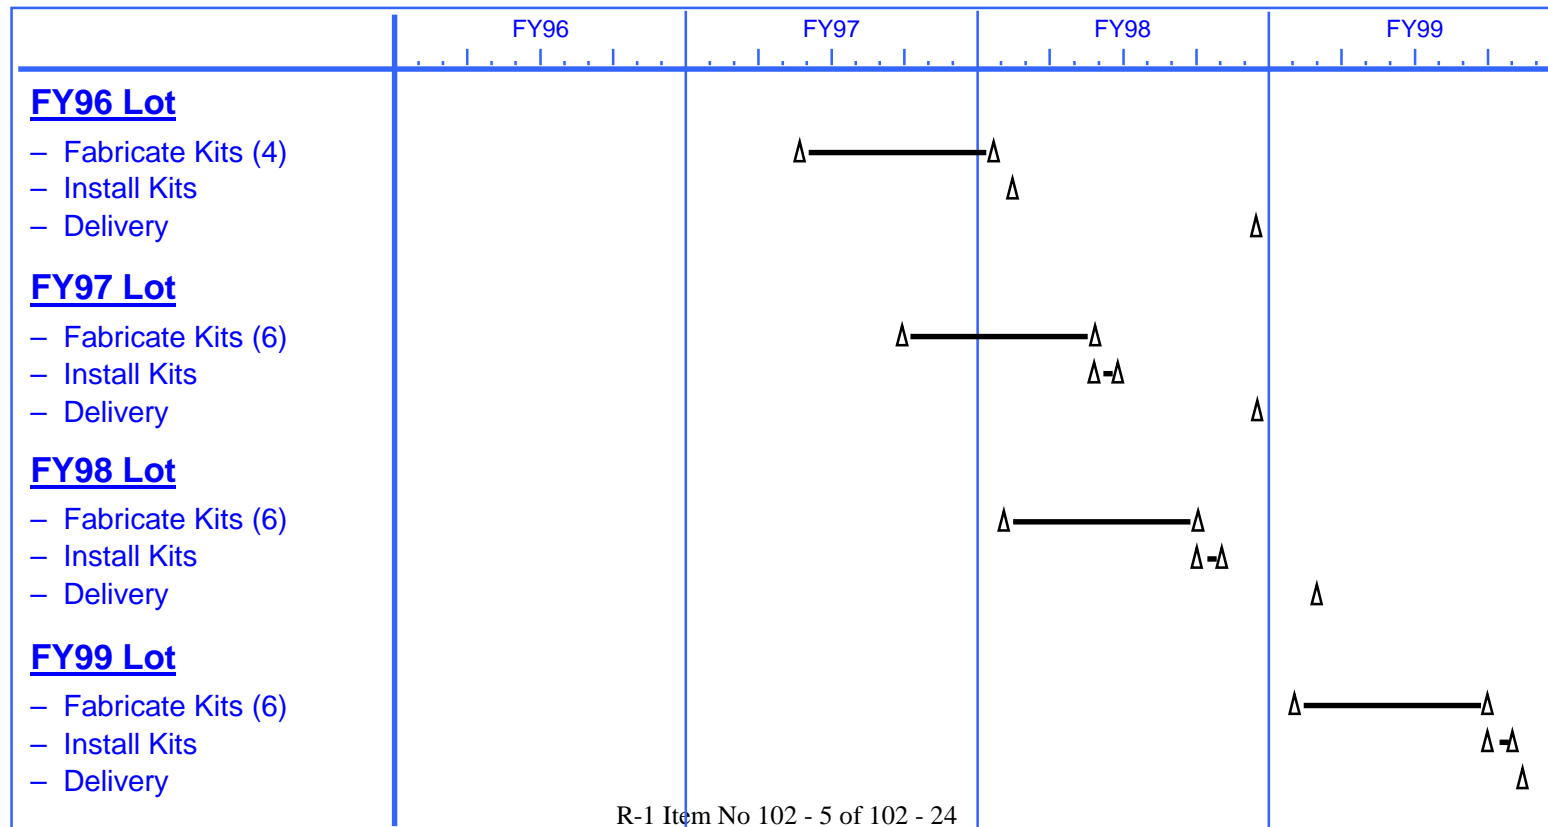 FY96 FY97 FY98 FY99
FY96 Lot
– Fabricate Kits (4)
– Install Kits
– Delivery
FY97 Lot
– Fabricate Kits (6)
– Install Kits
– Delivery
FY98 Lot
– Fabricate Kits (6)
– Install Kits
– Delivery
FY99 Lot
– Fabricate Kits (6)
– Install Kits
– Delivery
R-1 Item No 102 - 5 of 102 - 24